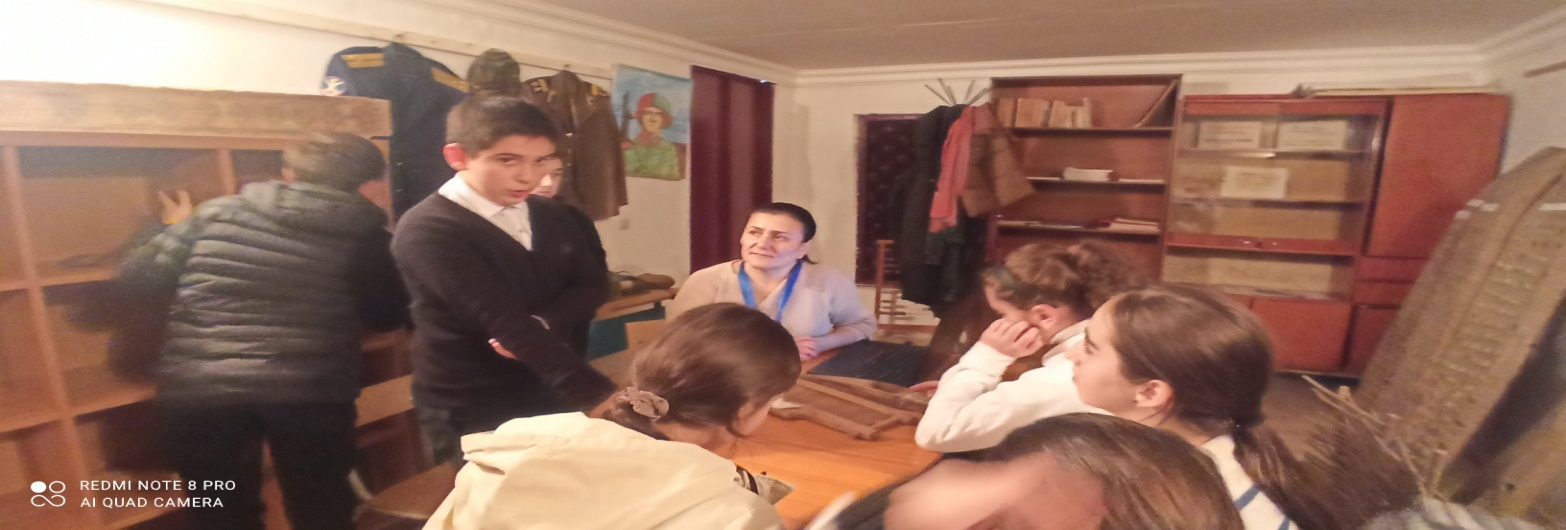 REDMI NOTE 8 PRO
AI QUAD CAMERA